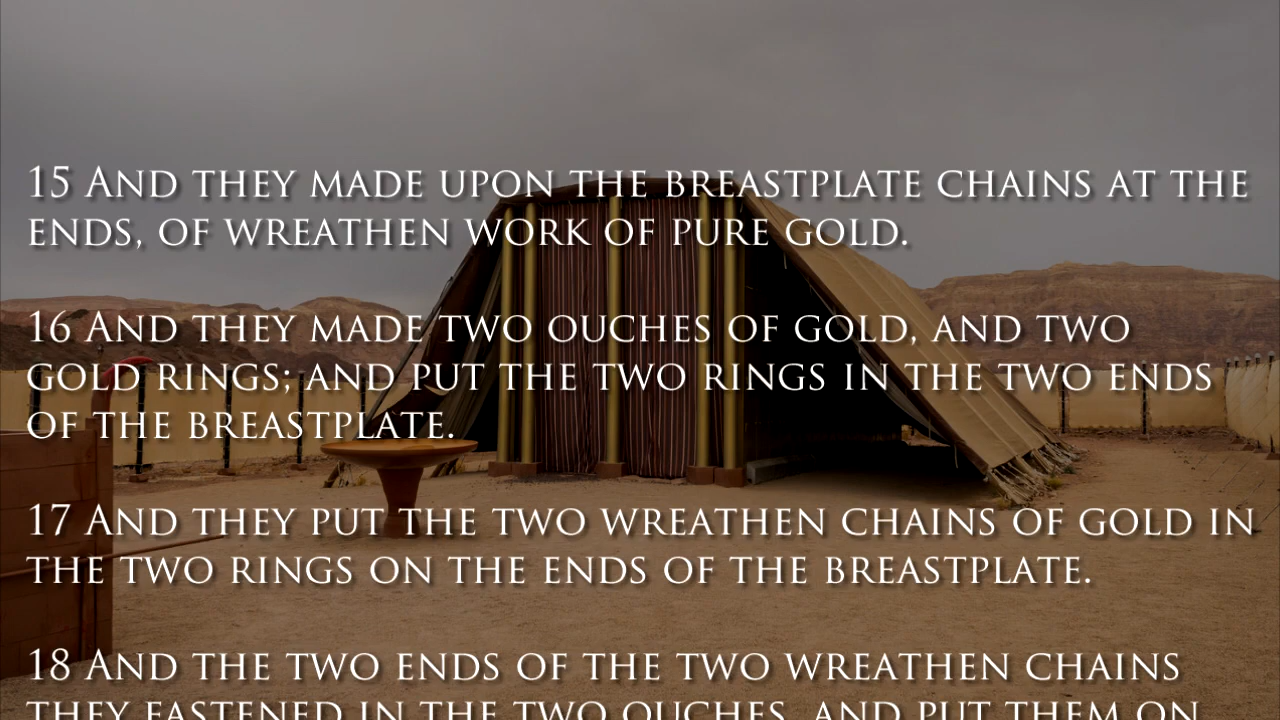 15 And they made upon the breastplate chains at the
ends, of wreathen work of pure gold.
16 And they made two ouches of gold, and two
gold rings; and put the two rings in the two ends
of the breastplate.
17 And they put the two wreathen chains of gold in
the two rings on the ends of the breastplate.
18 And the two ends of the two wreathen chains
they fastened in the two ouches, and put them on